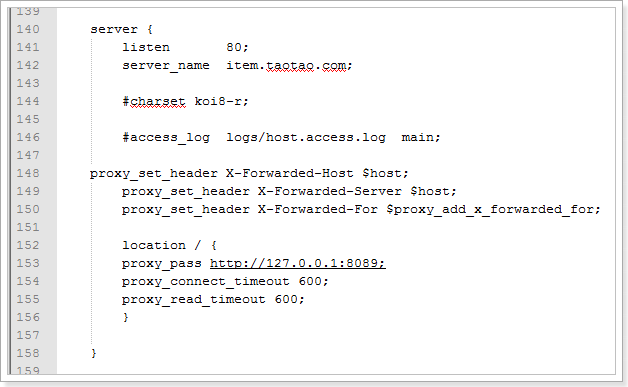 139
140 server {
141 listen 80;
142 server_name item.taotao.com;
143
144 #charset koi8-r;
145
146 #access_log logs/host.access.log main;
147
148 proxy_set_header X-Forwarded-Host $host;
149 proxy_set_header X-Forwarded-Server $host;
150 proxy_set_header X-Forwarded-For $proxy_add_x_forwarded_for;
151
152 location / {
153 proxy_pass http://127.0.0.1:8089;
154 proxy_connect_timeout 600;
155 proxy_read_timeout 600;
156 }
157
158 }
159